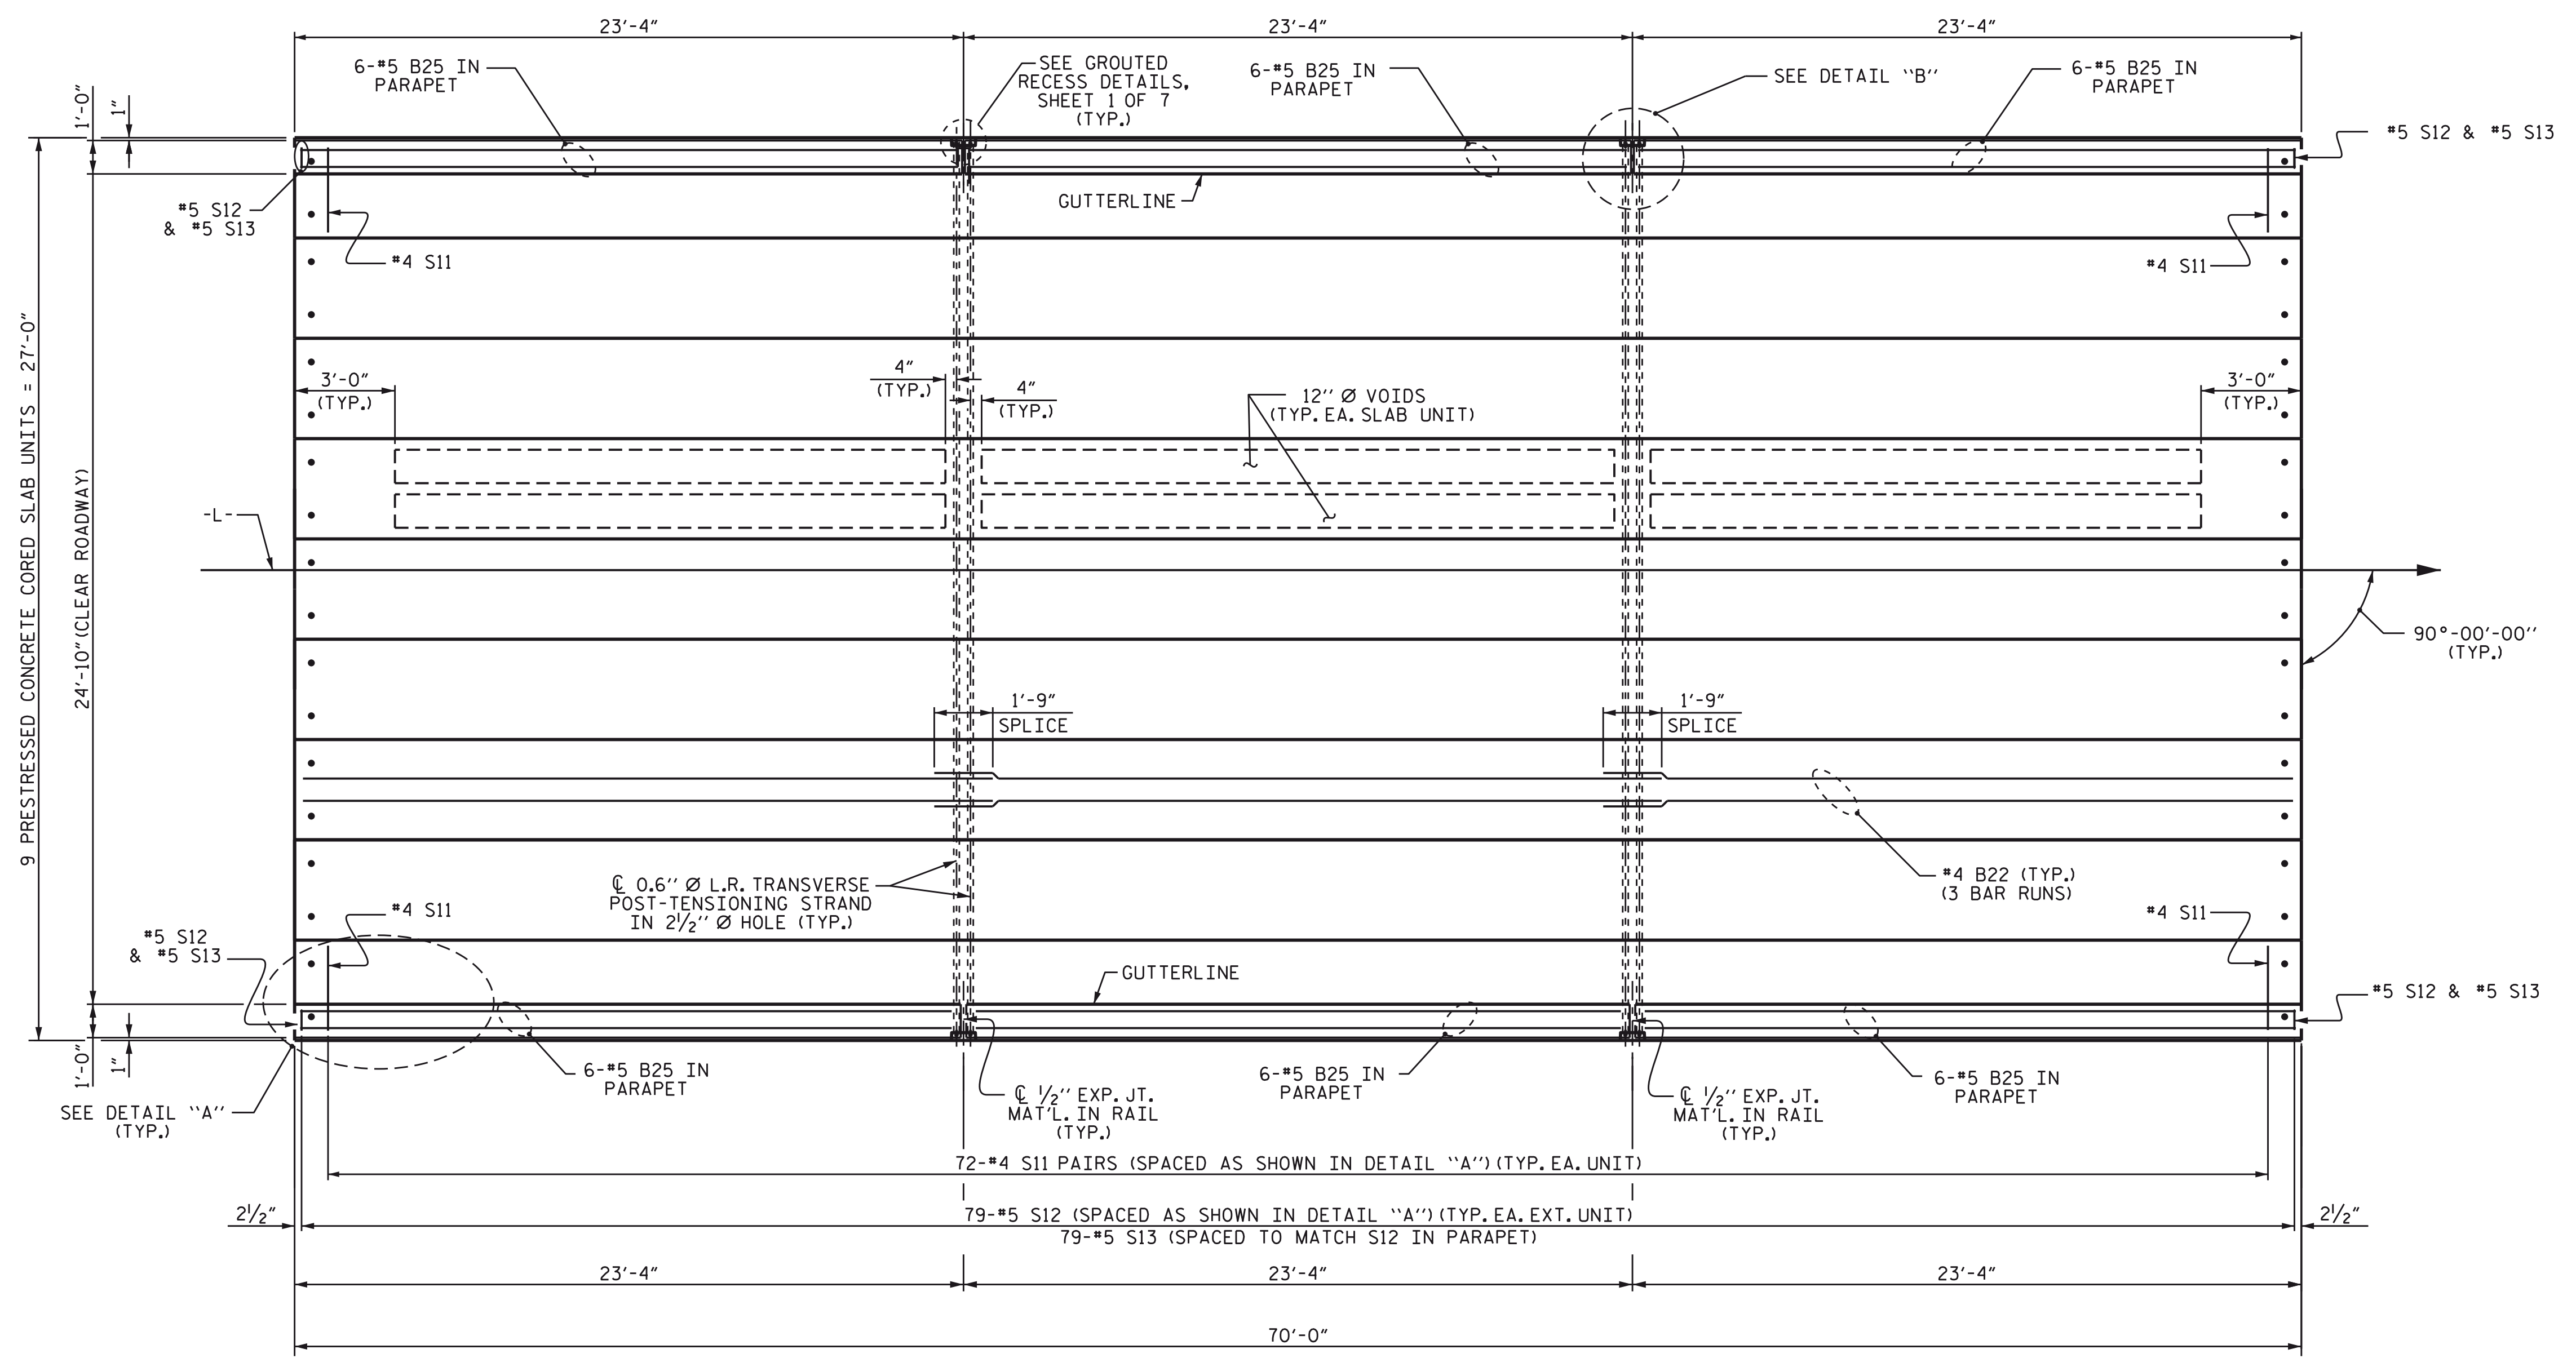 23'-4"
23'-4"
23'-4"
6-#5 B25 IN
PARAPET
SEE GROUTED
RECESS DETAILS,
SHEET 1 OF 7
(TYP.)
6-#5 B25 IN
PARAPET
SEE DETAIL "B"
6-#5 B25 IN
PARAPET
#5 S12 & #5 S13
1'-0"
1"
#5 S12
& #5 S13
#4 S11
GUTTERLINE
#4 S11
3'-0"
(TYP.)
4"
(TYP.)
4"
(TYP.)
12" Ø VOIDS
(TYP. EA. SLAB UNIT)
3'-0"
(TYP.)
9 PRESTRESSED CONCRETE CORED SLAB UNITS = 27'-0"
24'-10" (CLEAR ROADWAY)
-L-
90°-00'-00"
(TYP.)
1'-9"
SPLICE
1'-9"
SPLICE
℄ 0.6" Ø L.R. TRANSVERSE
POST-TENSIONING STRAND
IN 2½" Ø HOLE (TYP.)
#4 B22 (TYP.)
(3 BAR RUNS)
#4 S11
#4 S11
#5 S12
& #5 S13
GUTTERLINE
#5 S12 & #5 S13
1'-0"
1"
SEE DETAIL "A"
(TYP.)
6-#5 B25 IN
PARAPET
℄ ½" EXP. JT.
MAT'L. IN RAIL
(TYP.)
6-#5 B25 IN
PARAPET
℄ ½" EXP. JT.
MAT'L. IN RAIL
(TYP.)
6-#5 B25 IN
PARAPET
72-#4 S11 PAIRS (SPACED AS SHOWN IN DETAIL "A") (TYP. EA. UNIT)
2½"
79-#5 S12 (SPACED AS SHOWN IN DETAIL "A") (TYP. EA. EXT. UNIT)
79-#5 S13 (SPACED TO MATCH S12 IN PARAPET)
2½"
23'-4"
23'-4"
23'-4"
70'-0"